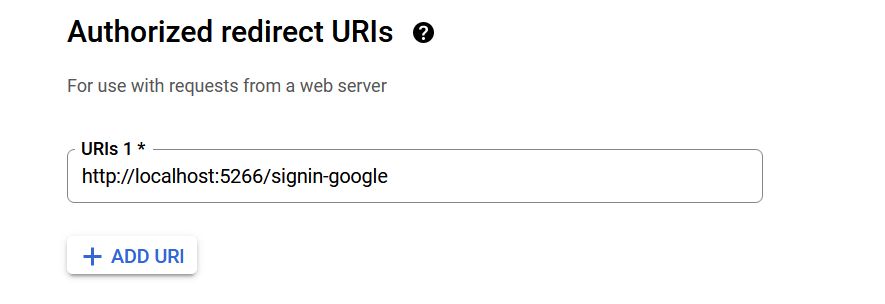 Authorized redirect URIs ?
For use with requests from a web server
URIs 1 *
http://localhost:5266/signin-google
+ ADD URI